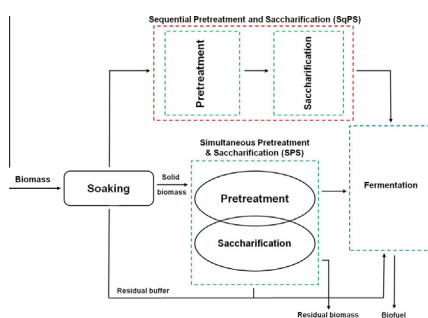 Sequential Pretreatment and Saccharification (SqPS)
Pretreatment
Saccharification
Simultaneous Pretreatment
& Saccharification (SPS)
Biomass
Soaking
Solid
biomass
Pretreatment
Saccharification
Fermentation
Residual buffer
Residual biomass
Biofuel